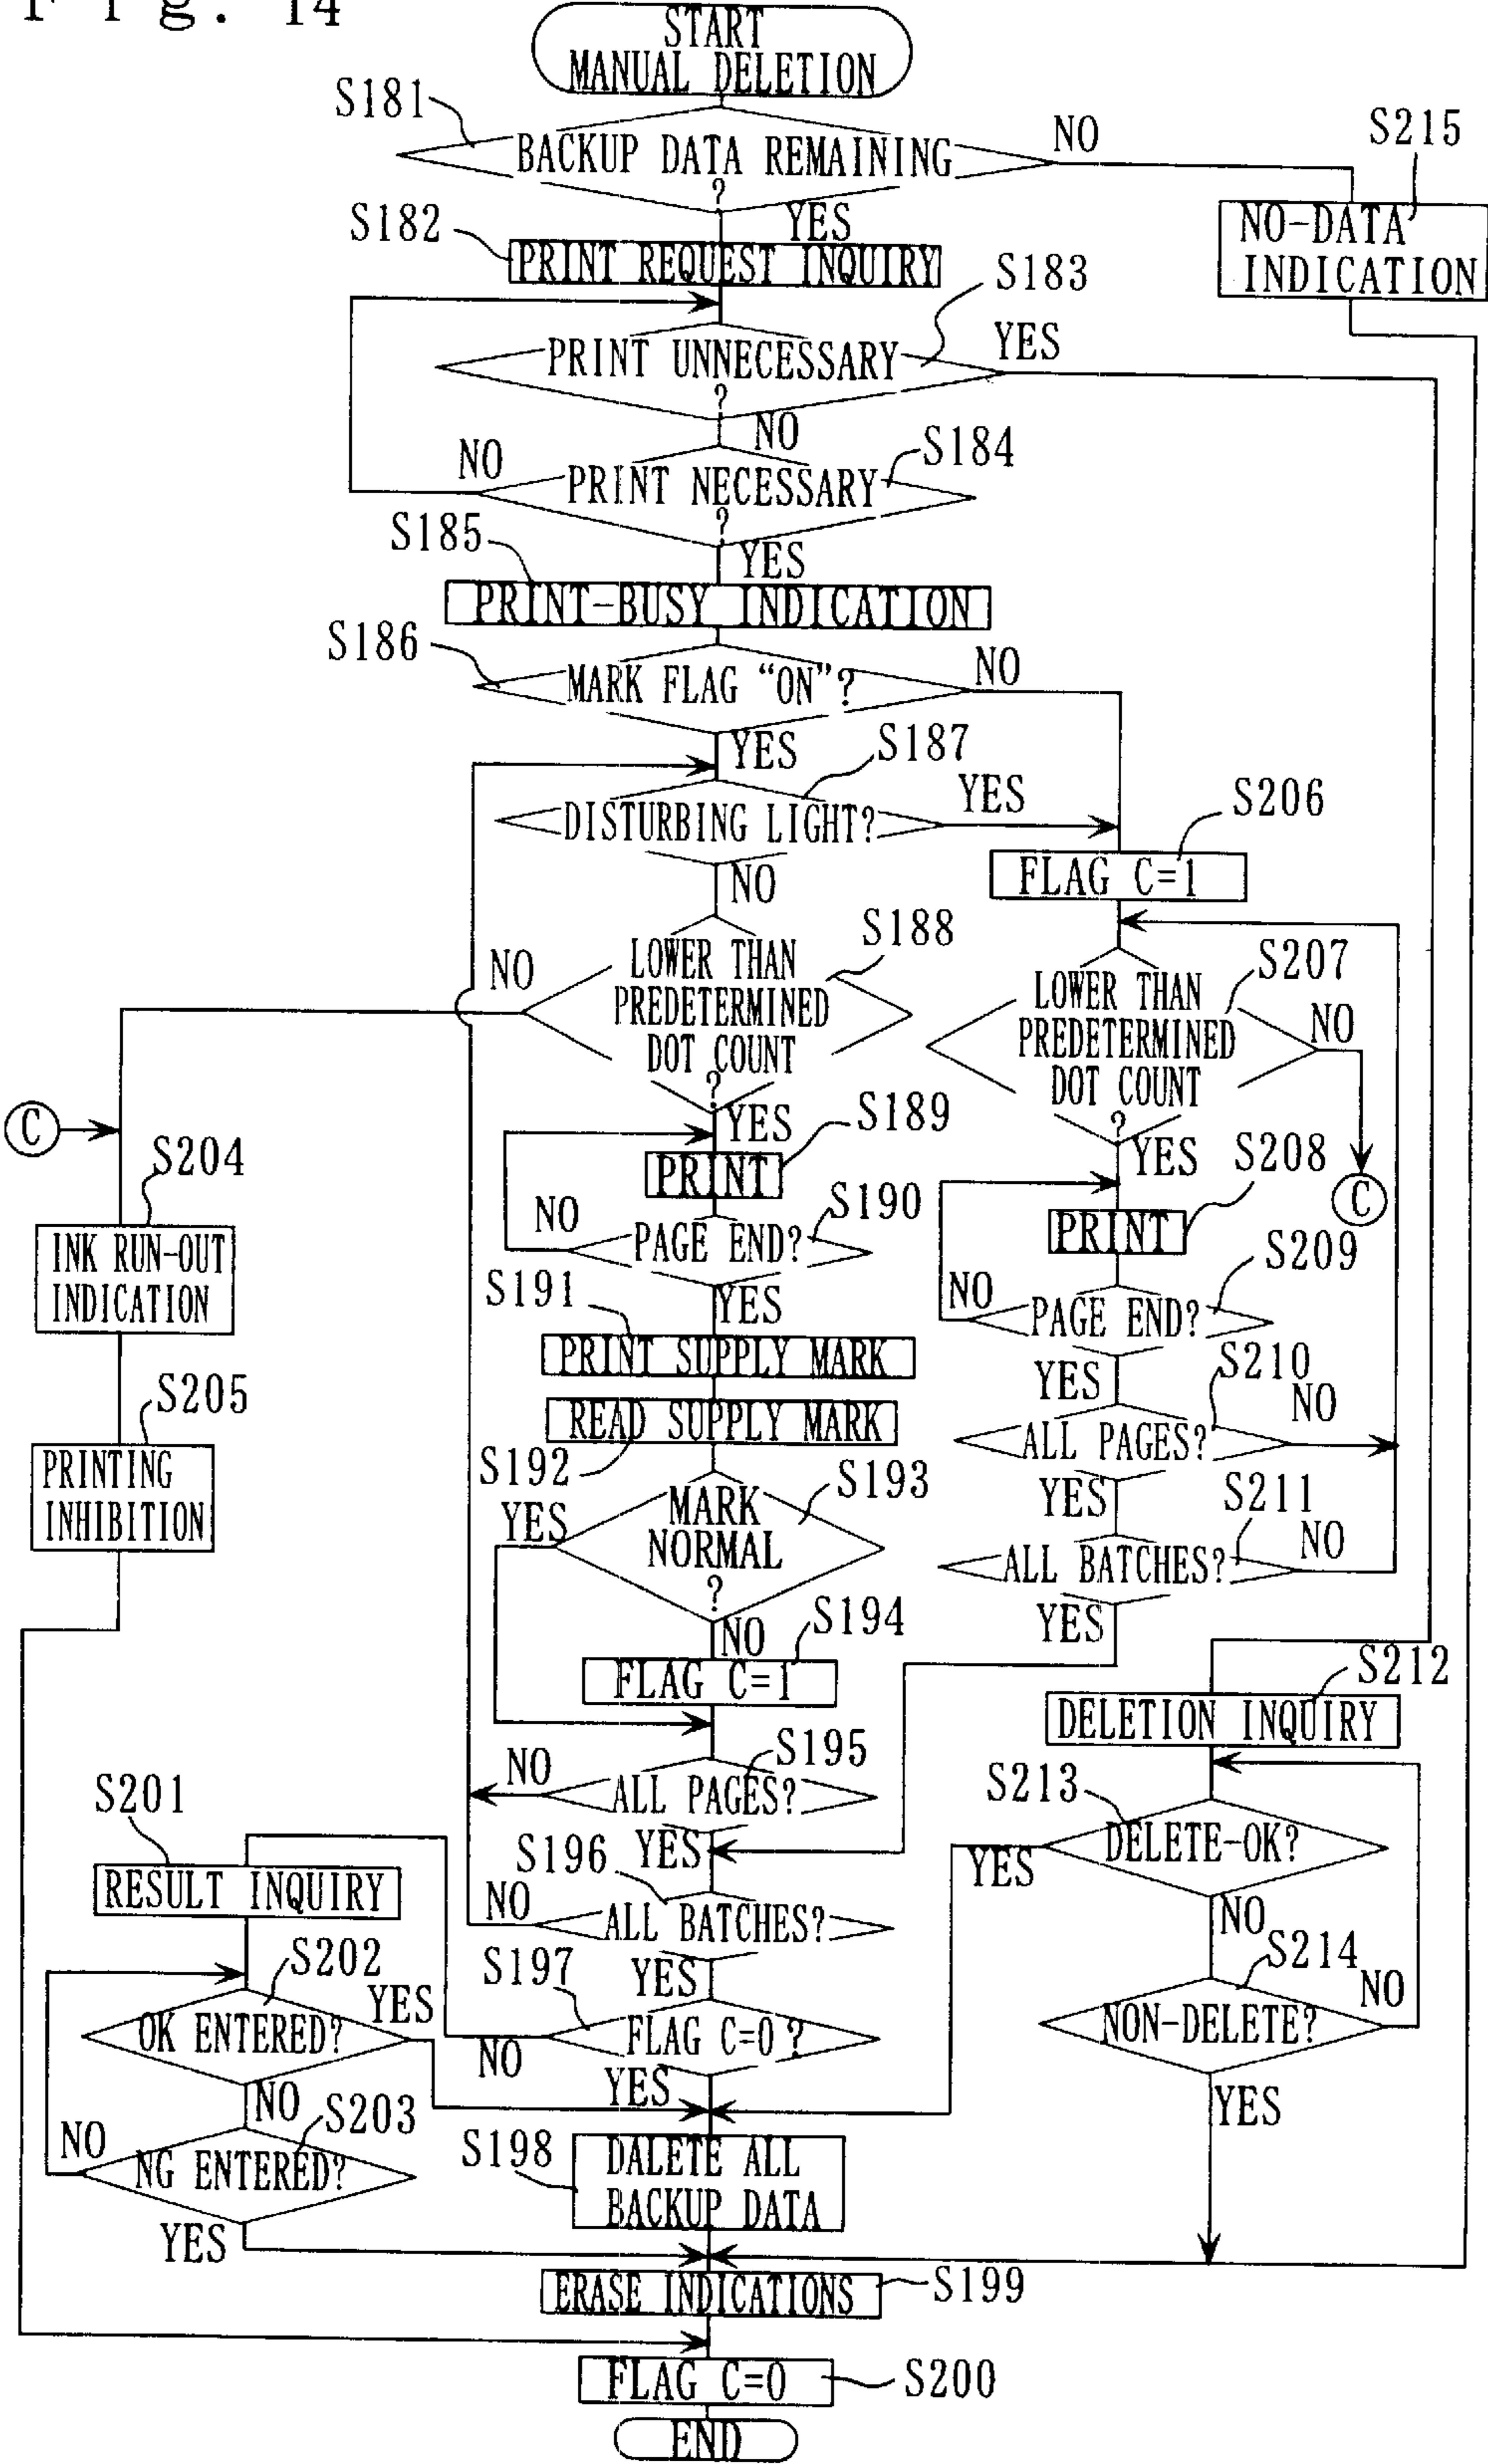 Fig. 14
START
MANUAL DELETION
S181
BACKUP DATA REMAINING
?
NO
S215
YES
NO-DATA
INDICATION
S182
PRINT REQUEST INQUIRY
S183
PRINT UNNECESSARY
?
YES
NO
S184
NO
PRINT NECESSARY
?
S185
YES
PRINT-BUSY INDICATION
S186
MARK FLAG “ON”?
NO
YES
S187
DISTURBING LIGHT?
YES
S206
NO
FLAG C=1
S188
NO
LOWER THAN
PREDETERMINED
DOT COUNT
?
S207
LOWER THAN
PREDETERMINED
DOT COUNT
?
NO
C
YES
S189
PRINT
C
S204
INK RUN-OUT
INDICATION
NO
PAGE END?
S190
YES
S208
PRINT
S209
NO
PAGE END?
S191
YES
PRINT SUPPLY MARK
YES
S210
NO
S205
PRINTING
INHIBITION
READ SUPPLY MARK
S192
ALL PAGES?
YES
S193
MARK
NORMAL
?
YES
S211
NO
ALL BATCHES?
YES
NO
S194
FLAG C=1
S212
DELETION INQUIRY
S195
NO
ALL PAGES?
S213
DELETE-OK?
YES
S201
RESULT INQUIRY
S196
YES
NO
ALL BATCHES?
NO
S214
NO
NON-DELETE?
S202
YES
OK ENTERED?
S197
YES
FLAG C=0?
NO
YES
YES
NO
S203
NO
NG ENTERED?
YES
S198
DALETE ALL
BACKUP DATA
ERASE INDICATIONS
S199
FLAG C=0
S200
END